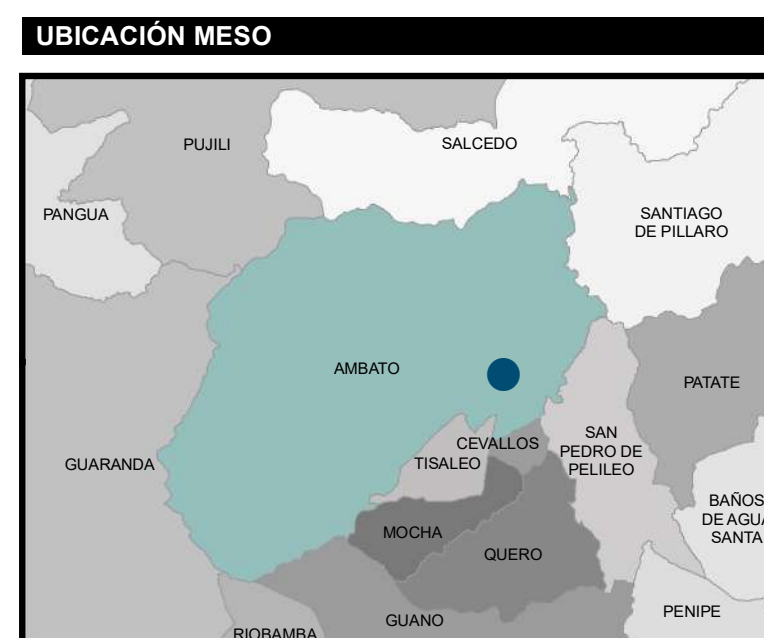 UBICACIÓN MESO
PUJILI
SALCEDO
PANGUA
SANTIAGO
DE PILLARO
AMBATO
PATATE
GUARANDA
CEVALLOS
TISALEO
SAN
PEDRO DE
PELILEO
BAÑOS
DE AGUA
SANTA
MOCHA
QUERO
PENIPE
GUANO
RIOBAMBA